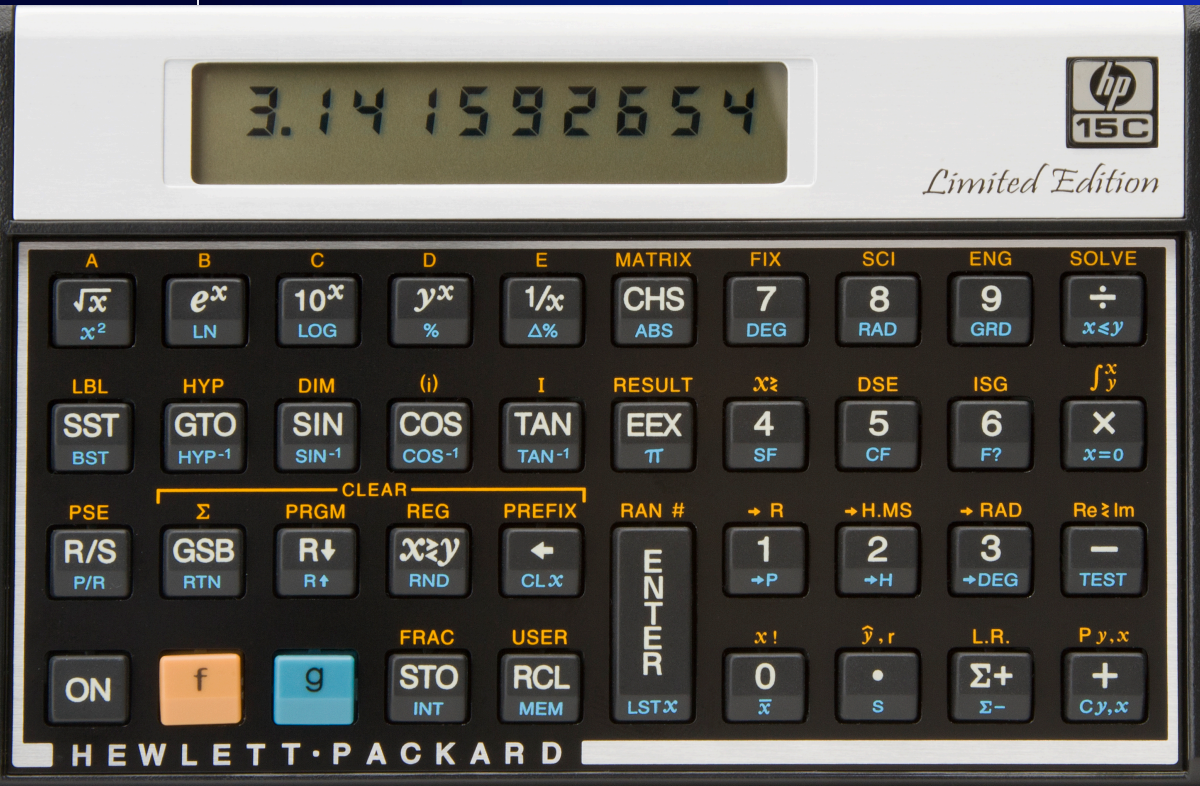 3.141592654
hp
15C
Limited Edition
A B C D E MATRIX FIX SCI ENG SOLVE
√x eˣ 10ˣ yˣ 1/x CHS 7 8 9 ÷
x² LN LOG % Δ% ABS DEG RAD GRD x≤y
LBL HYP DIM (i) I RESULT x≷ DSE ISG ∫xy
SST GTO SIN COS TAN EEX 4 5 6 ×
BST HYP⁻¹ SIN⁻¹ COS⁻¹ TAN⁻¹ π SF CF F? x=0
CLEAR
PSE Σ PRGM REG PREFIX RAN # →R →H.MS →RAD Re≷Im
R/S GSB R↓ x≷y ← ENTER 1 2 3 −
P/R RTN R↑ RND CLx →P →H →DEG TEST
FRAC USER x! ŷ,r L.R. Py,x
ON f g STO RCL 0 • Σ+ +
INT MEM LSTx x̄ s Σ− Cy,x
HEWLETT·PACKARD